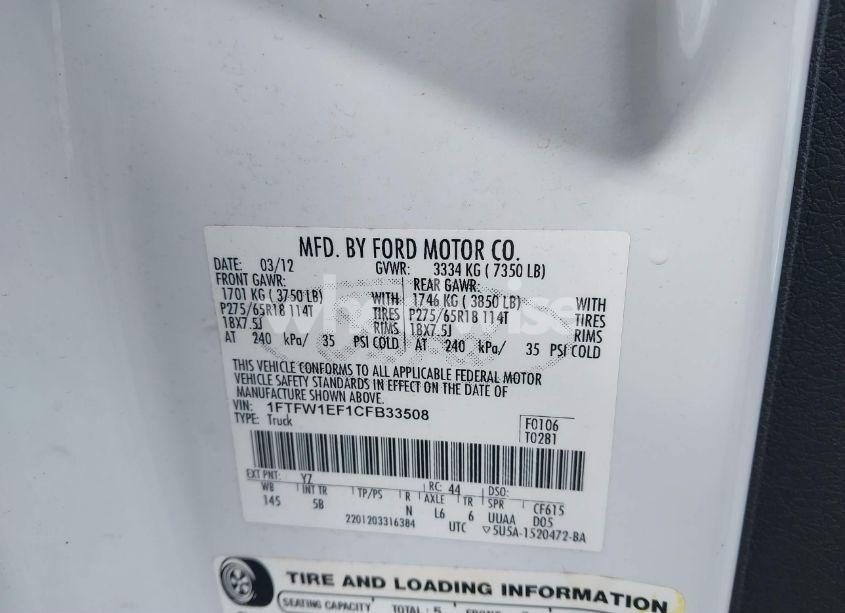 MFD. BY FORD MOTOR CO.
DATE: 03/12 GVWR: 3334 KG ( 7350 LB)
FRONT GAWR: REAR GAWR:
1701 KG ( 3750 LB) WITH 1746 KG ( 3850 LB) WITH
P275/65R18 114T TIRES P275/65R18 114T TIRES
18X7.5J RIMS 18X7.5J RIMS
AT 240 kPa/ 35 PSI COLD AT 240 kPa/ 35 PSI COLD
THIS VEHICLE CONFORMS TO ALL APPLICABLE FEDERAL MOTOR
VEHICLE SAFETY STANDARDS IN EFFECT ON THE DATE OF
MANUFACTURE SHOWN ABOVE.
VIN: 1FTFW1EF1CFB33508 F0106
TYPE: Truck T0281
EXT PNT: YZ RC: 44 DSO:
WB INT TR TP/PS R AXLE TR SPR CF615
145 5B N L6 6 UUAA D05
2201203316384 UTC ▽5U5A-1520472-BA
TIRE AND LOADING INFORMATION
SEATING CAPACITY TOTAL : 5